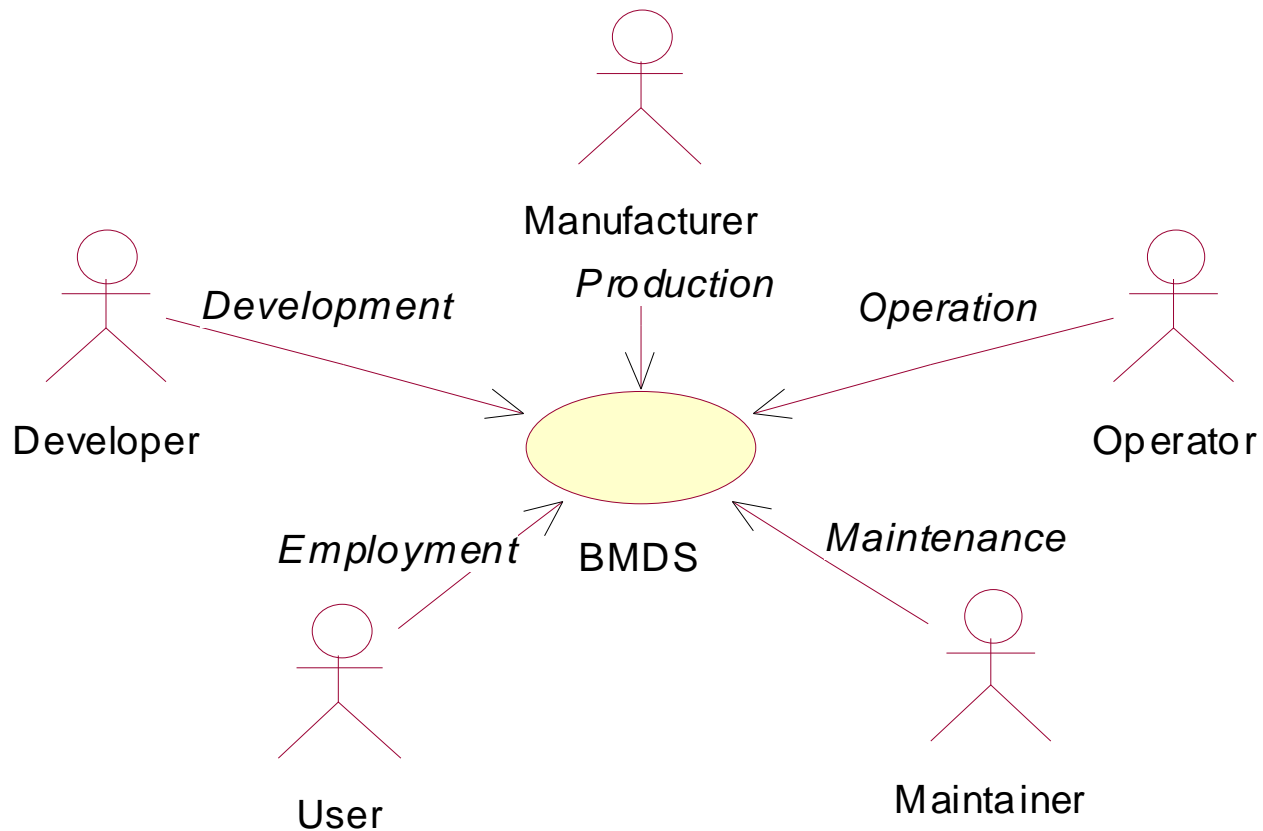 Manufacturer
Production
Development
Operation
Developer
Operator
Employment
BMDS
Maintenance
User
Maintainer